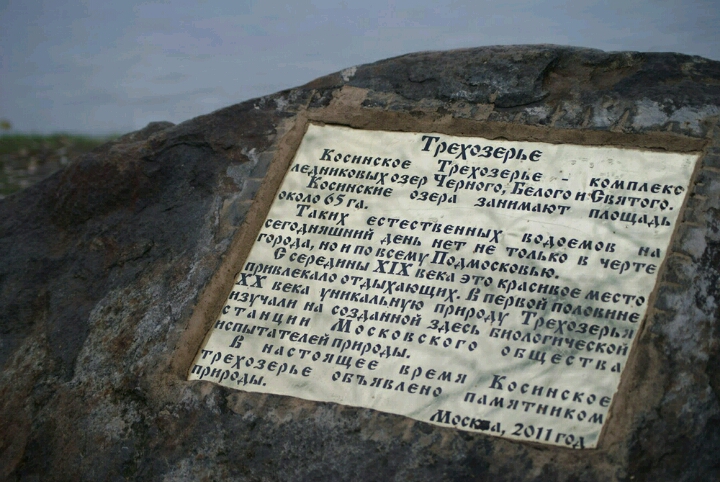 Трехозерье
Косинское Трехозерье - комплекс
ледниковых озер Черного, Белого и Святого.
Косинские озера занимают площадь
около 65 га.
Таких естественных водоемов на
сегодняшний день нет не только в черте
города, но и по всему Подмосковью.
С середины XIX века это красивое место
привлекало отдыхающих. В первой половине
XX века уникальную природу Трехозерья
изучали на созданной здесь биологической
станции Московского общества
испытателей природы.
В настоящее время Косинское
Трехозерье объявлено памятником
природы.
Москва, 2011 год